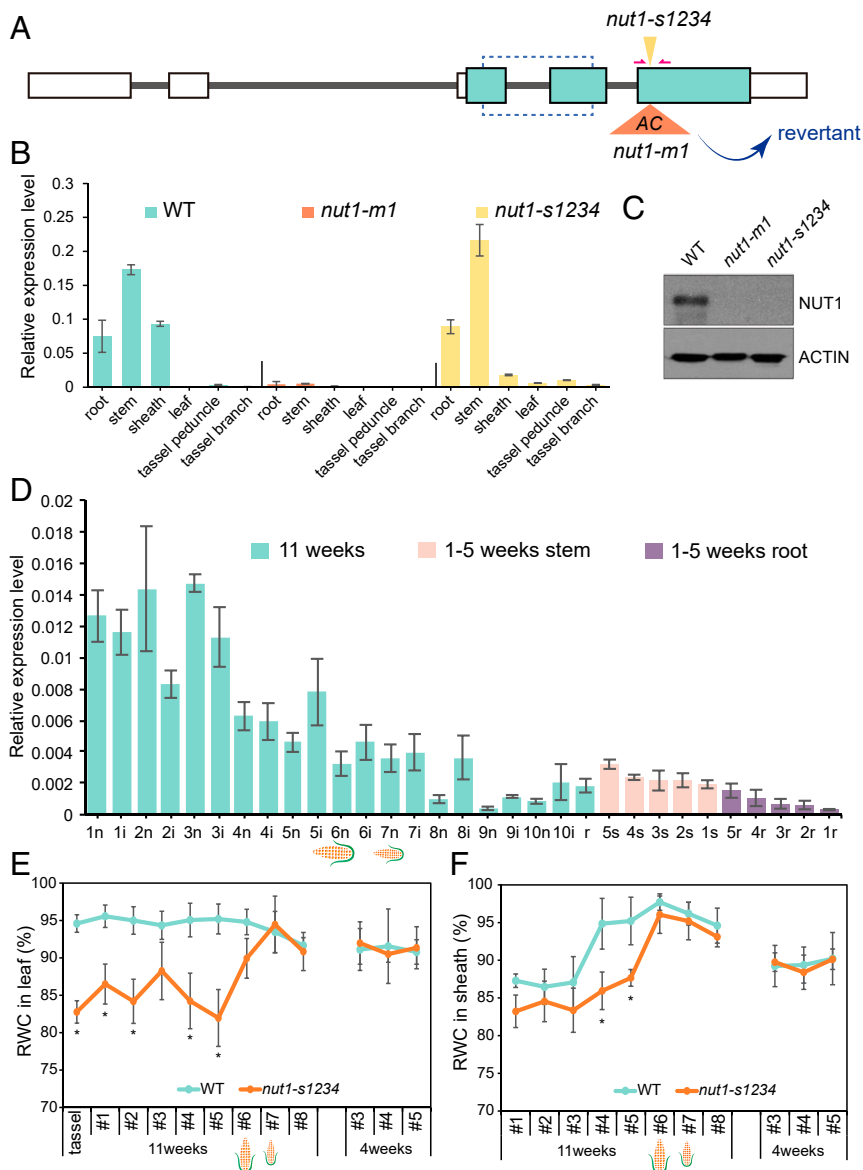 A
nut1-s1234
AC
nut1-m1
revertant
B
Relative expression level
0.3
0.25
0.2
0.15
0.1
0.05
0
WT
nut1-m1
nut1-s1234
root
stem
sheath
leaf
tassel peduncle
tassel branch
root
stem
sheath
leaf
tassel peduncle
tassel branch
root
stem
sheath
leaf
tassel peduncle
tassel branch
C
WT
nut1-m1
nut1-s1234
NUT1
ACTIN
D
Relative expression level
0.02
0.018
0.016
0.014
0.012
0.01
0.008
0.006
0.004
0.002
0
11 weeks
1-5 weeks stem
1-5 weeks root
1n 1i 2n 2i 3n 3i 4n 4i 5n 5i 6n 6i 7n 7i 8n 8i 9n 9i 10n 10i r 5s 4s 3s 2s 1s 5r 4r 3r 2r 1r
E
RWC in leaf (%)
100
95
90
85
80
75
70
* * * * *
WT
nut1-s1234
tassel #1 #2 #3 #4 #5 #6 #7 #8 #3 #4 #5
11weeks
4weeks
F
RWC in sheath (%)
100
95
90
85
80
75
70
* *
WT
nut1-s1234
#1 #2 #3 #4 #5 #6 #7 #8 #3 #4 #5
11weeks
4weeks